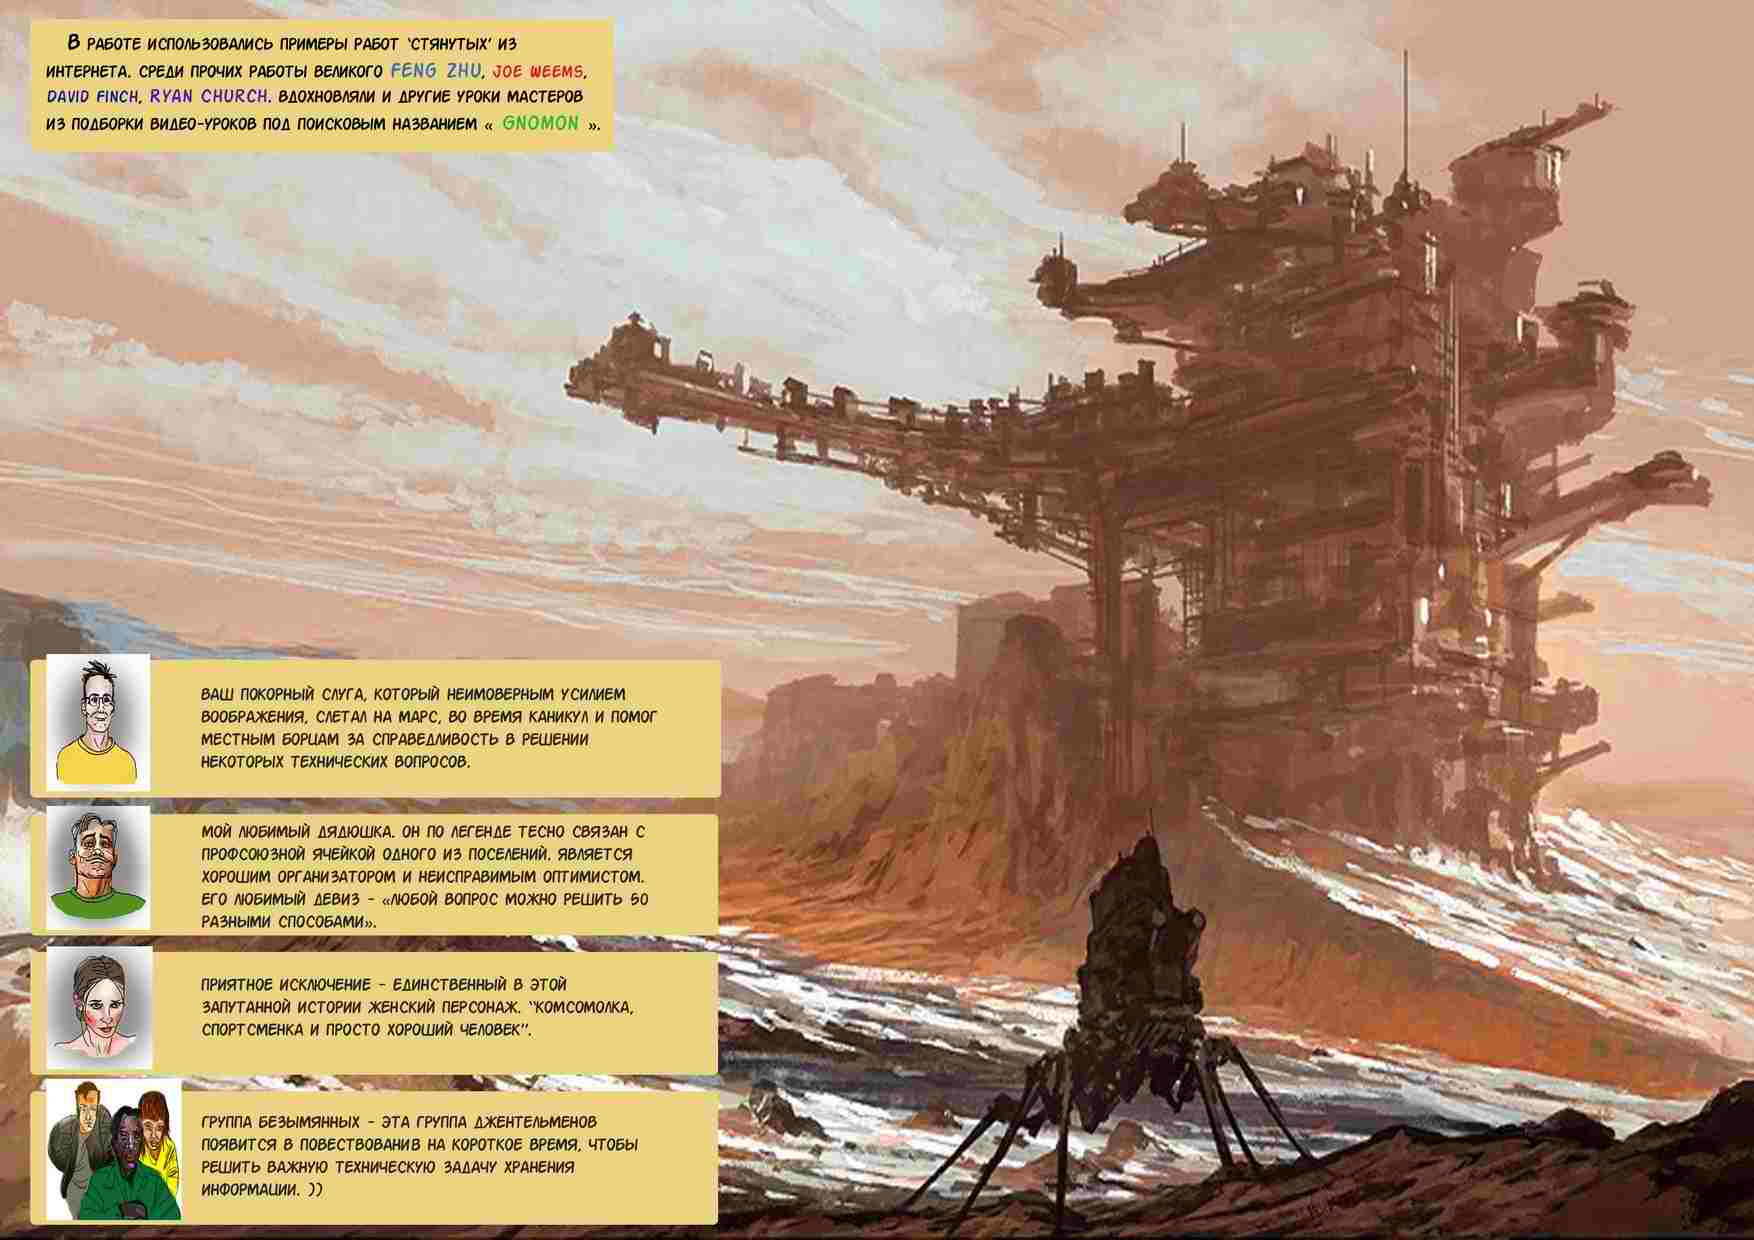 В РАБОТЕ ИСПОЛЬЗОВАЛИСЬ ПРИМЕРЫ РАБОТ 'СТЯНУТЫХ' ИЗ
ИНТЕРНЕТА. СРЕДИ ПРОЧИХ РАБОТЫ ВЕЛИКОГО FENG ZHU, JOE WEEMS,
DAVID FINCH, RYAN CHURCH. ВДОХНОВЛЯЛИ И ДРУГИЕ УРОКИ МАСТЕРОВ
ИЗ ПОДБОРКИ ВИДЕО-УРОКОВ ПОД ПОИСКОВЫМ НАЗВАНИЕМ « GNOMON ».
ВАШ ПОКОРНЫЙ СЛУГА, КОТОРЫЙ НЕИМОВЕРНЫМ УСИЛИЕМ
ВООБРАЖЕНИЯ, СЛЕТАЛ НА МАРС, ВО ВРЕМЯ КАНИКУЛ И ПОМОГ
МЕСТНЫМ БОРЦАМ ЗА СПРАВЕДЛИВОСТЬ В РЕШЕНИИ
НЕКОТОРЫХ ТЕХНИЧЕСКИХ ВОПРОСОВ.
МОЙ ЛЮБИМЫЙ ДЯДЮШКА. ОН ПО ЛЕГЕНДЕ ТЕСНО СВЯЗАН С
ПРОФСОЮЗНОЙ ЯЧЕЙКОЙ ОДНОГО ИЗ ПОСЕЛЕНИЙ. ЯВЛЯЕТСЯ
ХОРОШИМ ОРГАНИЗАТОРОМ И НЕИСПРАВИМЫМ ОПТИМИСТОМ.
ЕГО ЛЮБИМЫЙ ДЕВИЗ - «ЛЮБОЙ ВОПРОС МОЖНО РЕШИТЬ 50
РАЗНЫМИ СПОСОБАМИ».
ПРИЯТНОЕ ИСКЛЮЧЕНИЕ - ЕДИНСТВЕННЫЙ В ЭТОЙ
ЗАПУТАННОЙ ИСТОРИИ ЖЕНСКИЙ ПЕРСОНАЖ. "КОМСОМОЛКА,
СПОРТСМЕНКА И ПРОСТО ХОРОШИЙ ЧЕЛОВЕК".
ГРУППА БЕЗЫМЯННЫХ - ЭТА ГРУППА ДЖЕНТЕЛЬМЕНОВ
ПОЯВИТСЯ В ПОВЕСТВОВАНИВ НА КОРОТКОЕ ВРЕМЯ, ЧТОБЫ
РЕШИТЬ ВАЖНУЮ ТЕХНИЧЕСКУЮ ЗАДАЧУ ХРАНЕНИЯ
ИНФОРМАЦИИ. ))